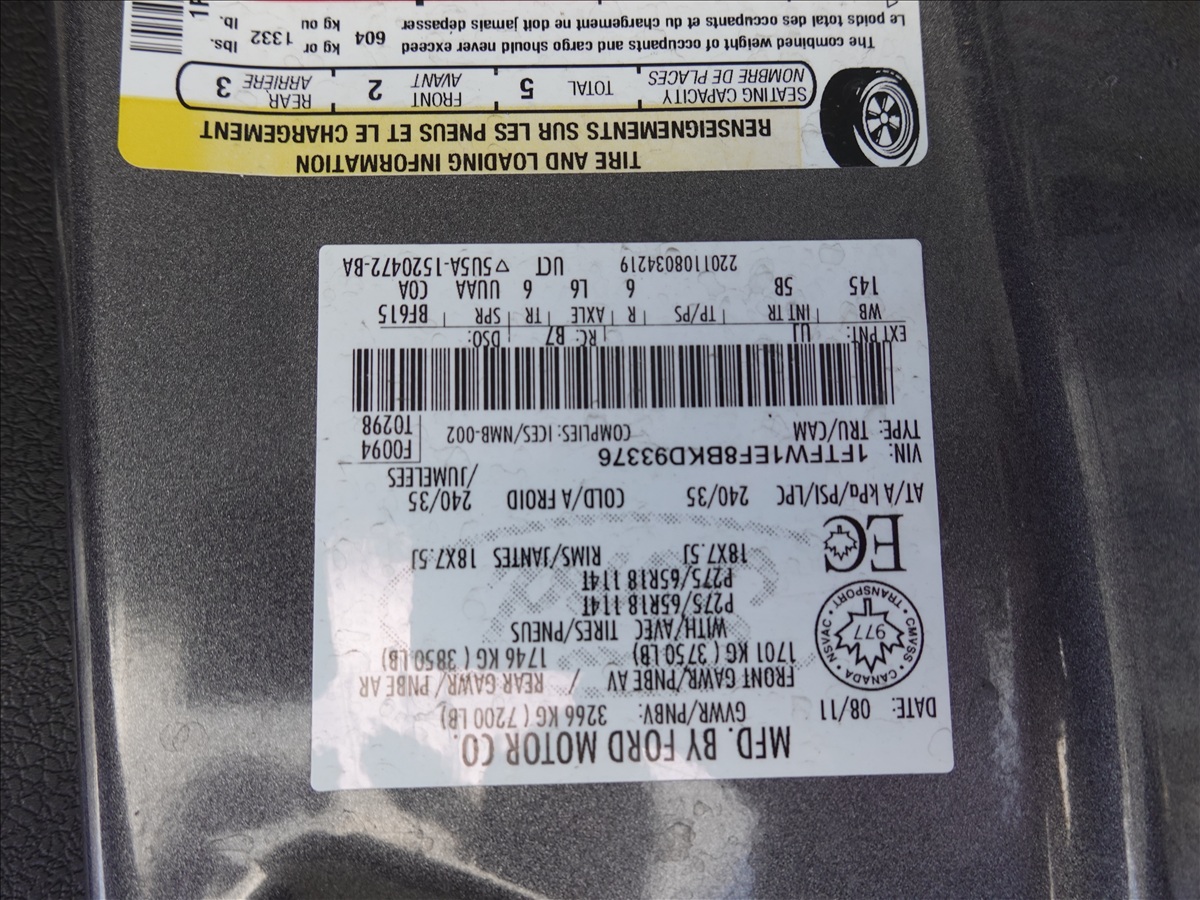 MFD. BY FORD MOTOR CO.
DATE: 08/11 GVWR/PNBV: 3266 KG ( 7200 LB)
FRONT GAWR/PNBE AV / REAR GAWR/PNBE AR
1701 KG ( 3750 LB) 1746 KG ( 3850 LB)
WITH/AVEC TIRES/PNEUS
P275/65R18 114T
P275/65R18 114T
18X7.5J RIMS/JANTES 18X7.5J
NSVAC • CANADA • CMVSS • TRANSPORT •
977
EC
AT/A kPa/PSI/LPC 240/35 COLD/A FROID 240/35
/JUMELEES
VIN: 1FTFW1EF8BKD93376 F0094
TYPE: TRU/CAM COMPLIES: ICES/NMB-002 T0298
EXT PNT: UJ RC: B7 DSO:
WB INT TR TP/PS R AXLE TR SPR BF615
145 5B 6 L6 6 UUAA COA
2201108034219 UCT ▽5U5A-1520472-BA
TIRE AND LOADING INFORMATION
RENSEIGNEMENTS SUR LES PNEUS ET LE CHARGEMENT
SEATING CAPACITY TOTAL 5 FRONT 2 REAR 3
NOMBRE DE PLACES AVANT ARRIÈRE
The combined weight of occupants and cargo should never exceed 604 kg or 1332 lbs.
Le poids total des occupants et du chargement ne doit jamais dépasser kg ou lb.